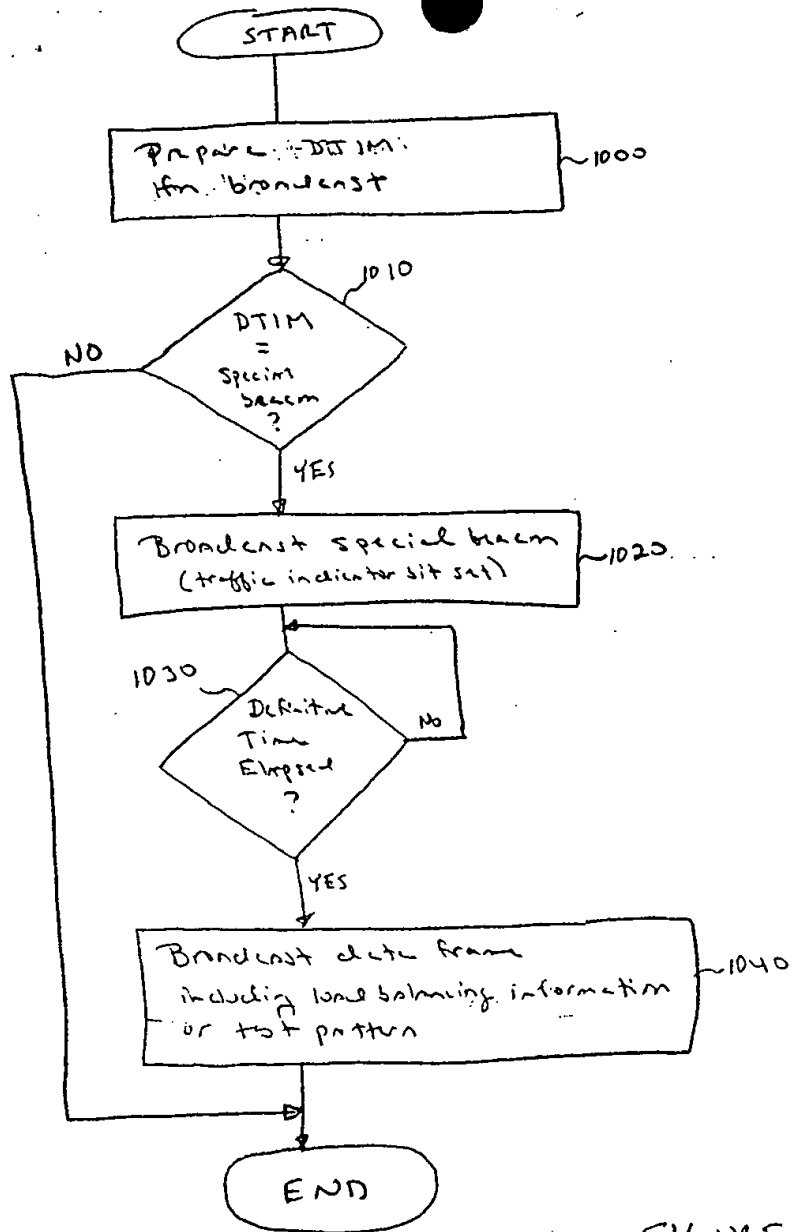 START
Prepare DTIM
for broadcast
1000
1010
DTIM
=
Special
beacon
?
NO
YES
Broadcast special beacon
(traffic indicator bit set)
1020
1030
Definitive
Time
Elapsed
?
No
YES
Broadcast data frame
including load balancing information
or test pattern
1040
END